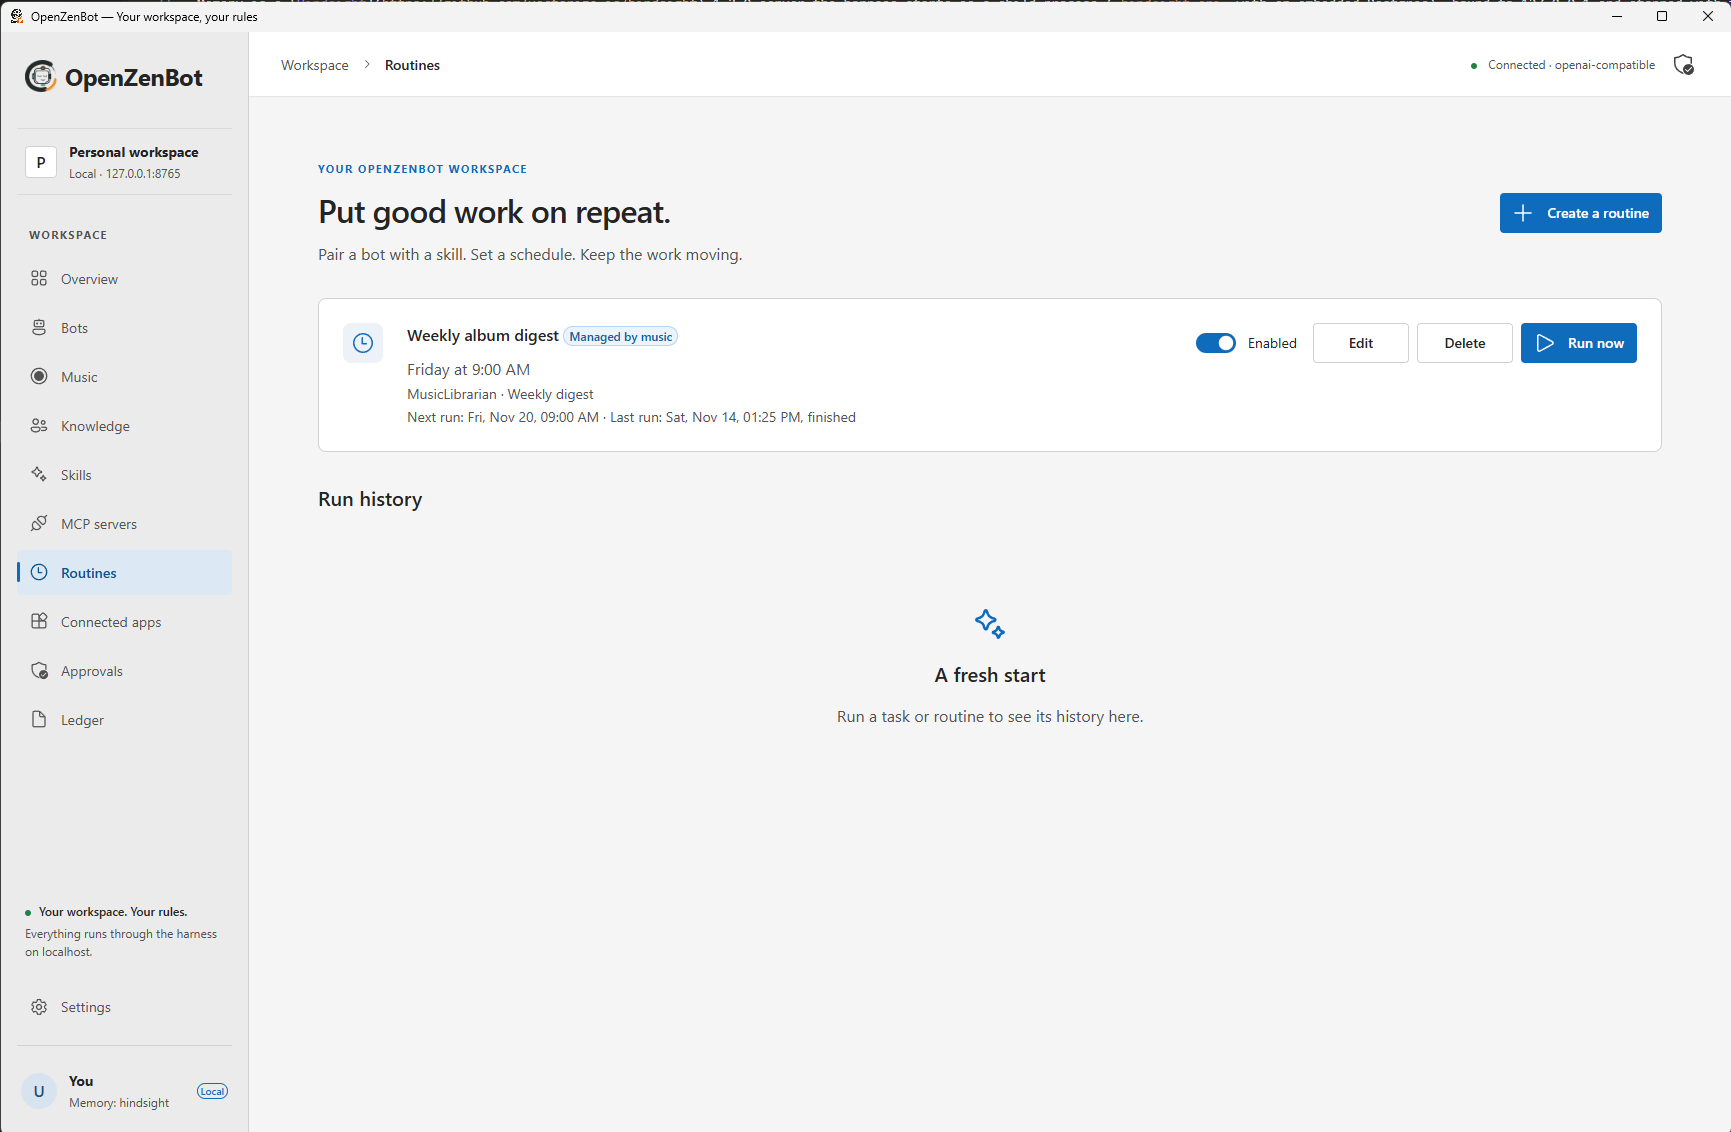 OpenZenBot — Your workspace, your rules
OpenZenBot
P
Personal workspace
Local · 127.0.0.1:8765
WORKSPACE
Overview
Bots
Music
Knowledge
Skills
MCP servers
Routines
Connected apps
Approvals
Ledger
Your workspace. Your rules.
Everything runs through the harness
on localhost.
Settings
U
You
Memory: hindsight
Local
Workspace > Routines
Connected · openai-compatible
YOUR OPENZENBOT WORKSPACE
Put good work on repeat.
Pair a bot with a skill. Set a schedule. Keep the work moving.
Create a routine
Weekly album digest Managed by music
Friday at 9:00 AM
MusicLibrarian · Weekly digest
Next run: Fri, Nov 20, 09:00 AM · Last run: Sat, Nov 14, 01:25 PM, finished
Enabled
Edit
Delete
Run now
Run history
A fresh start
Run a task or routine to see its history here.